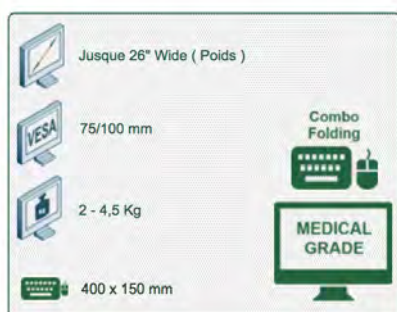 Jusque 26" Wide ( Poids )
VESA
75/100 mm
KG
2 - 4,5 Kg
400 x 150 mm
Combo
Folding
MEDICAL
GRADE